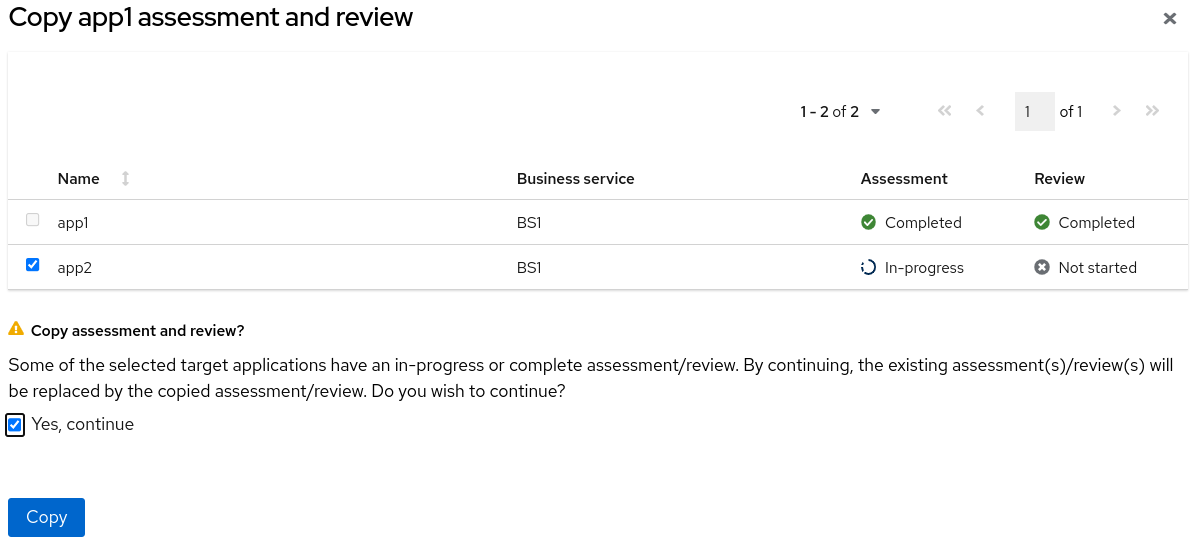 Copy app1 assessment and review
1 - 2 of 2
1 of 1
Name Business service Assessment Review
app1 BS1 Completed Completed
app2 BS1 In-progress Not started
Copy assessment and review?
Some of the selected target applications have an in-progress or complete assessment/review. By continuing, the existing assessment(s)/review(s) will
be replaced by the copied assessment/review. Do you wish to continue?
Yes, continue
Copy